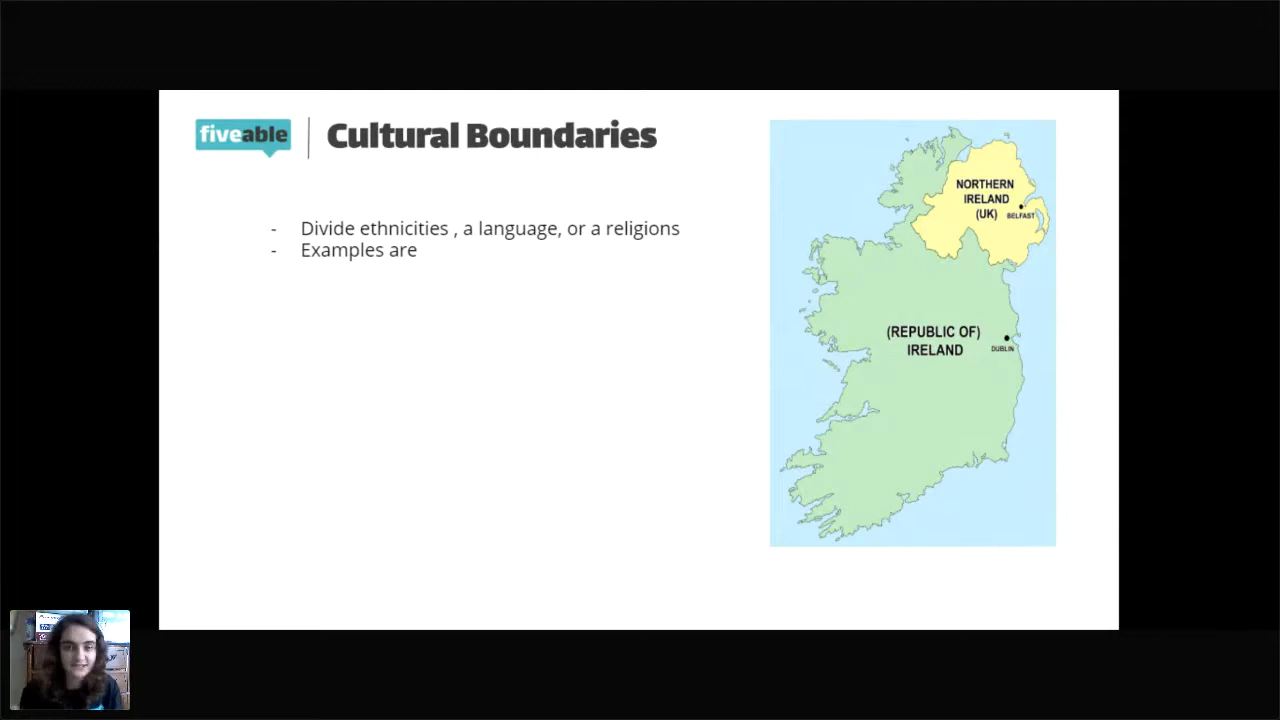 fiveable
Cultural Boundaries
- Divide ethnicities , a language, or a religions
- Examples are
NORTHERN
IRELAND
(UK)
BELFAST
(REPUBLIC OF)
IRELAND
DUBLIN